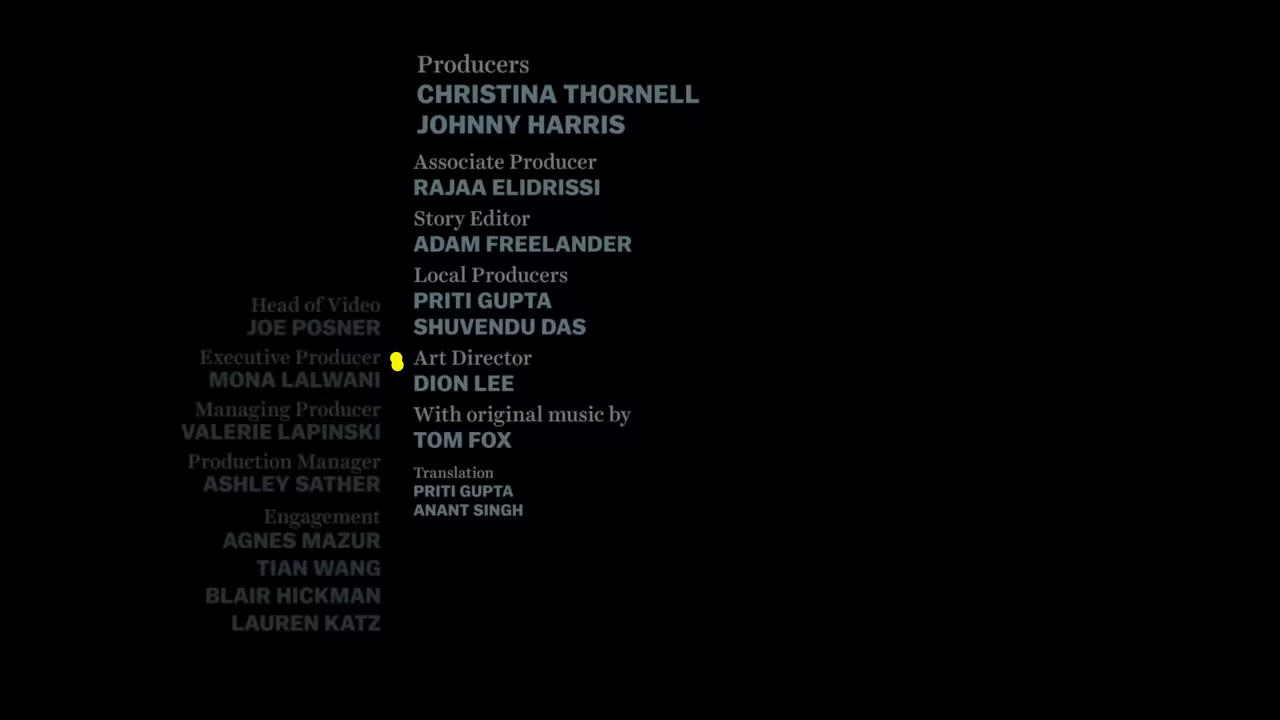 Producers
CHRISTINA THORNELL
JOHNNY HARRIS
Associate Producer
RAJAA ELIDRISSI
Story Editor
ADAM FREELANDER
Local Producers
PRITI GUPTA
SHUVENDU DAS
Art Director
DION LEE
With original music by
TOM FOX
Translation
PRITI GUPTA
ANANT SINGH
Head of Video
JOE POSNER
Executive Producer
MONA LALWANI
Managing Producer
VALERIE LAPINSKI
Production Manager
ASHLEY SATHER
Engagement
AGNES MAZUR
TIAN WANG
BLAIR HICKMAN
LAUREN KATZ